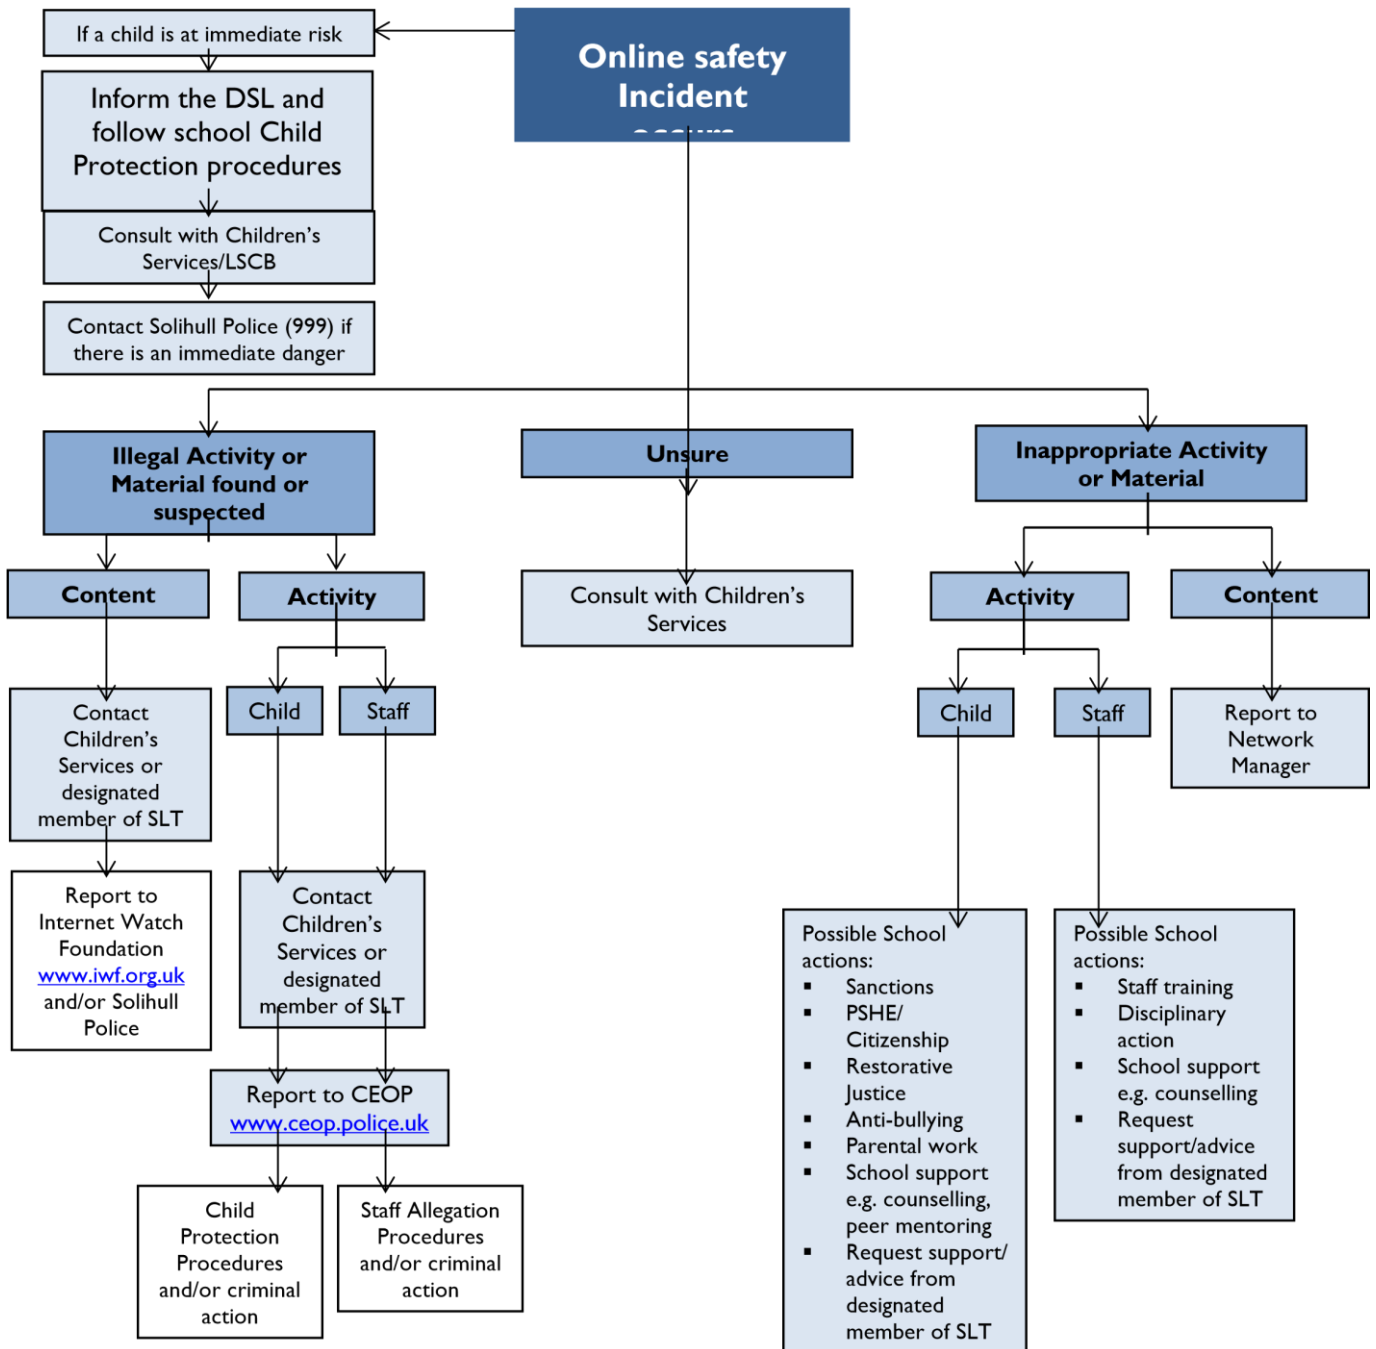 If a child is at immediate risk
Online safety
Incident
Inform the DSL and
follow school Child
Protection procedures
Consult with Children’s
Services/LSCB
Contact Solihull Police (999) if
there is an immediate danger
Illegal Activity or
Material found or
suspected
Unsure
Inappropriate Activity
or Material
Content
Activity
Consult with Children’s
Services
Activity
Content
Contact
Children’s
Services or
designated
member of SLT
Child
Staff
Child
Staff
Report to
Network
Manager
Report to
Internet Watch
Foundation
www.iwf.org.uk
and/or Solihull
Police
Contact
Children’s
Services or
designated
member of SLT
Report to CEOP
www.ceop.police.uk
Child
Protection
Procedures
and/or criminal
action
Staff Allegation
Procedures
and/or criminal
action
Possible School
actions:
▪ Sanctions
▪ PSHE/
Citizenship
▪ Restorative
Justice
▪ Anti-bullying
▪ Parental work
▪ School support
e.g. counselling,
peer mentoring
▪ Request support/
advice from
designated
member of SLT
Possible School
actions:
▪ Staff training
▪ Disciplinary
action
▪ School support
e.g. counselling
▪ Request
support/advice
from designated
member of SLT